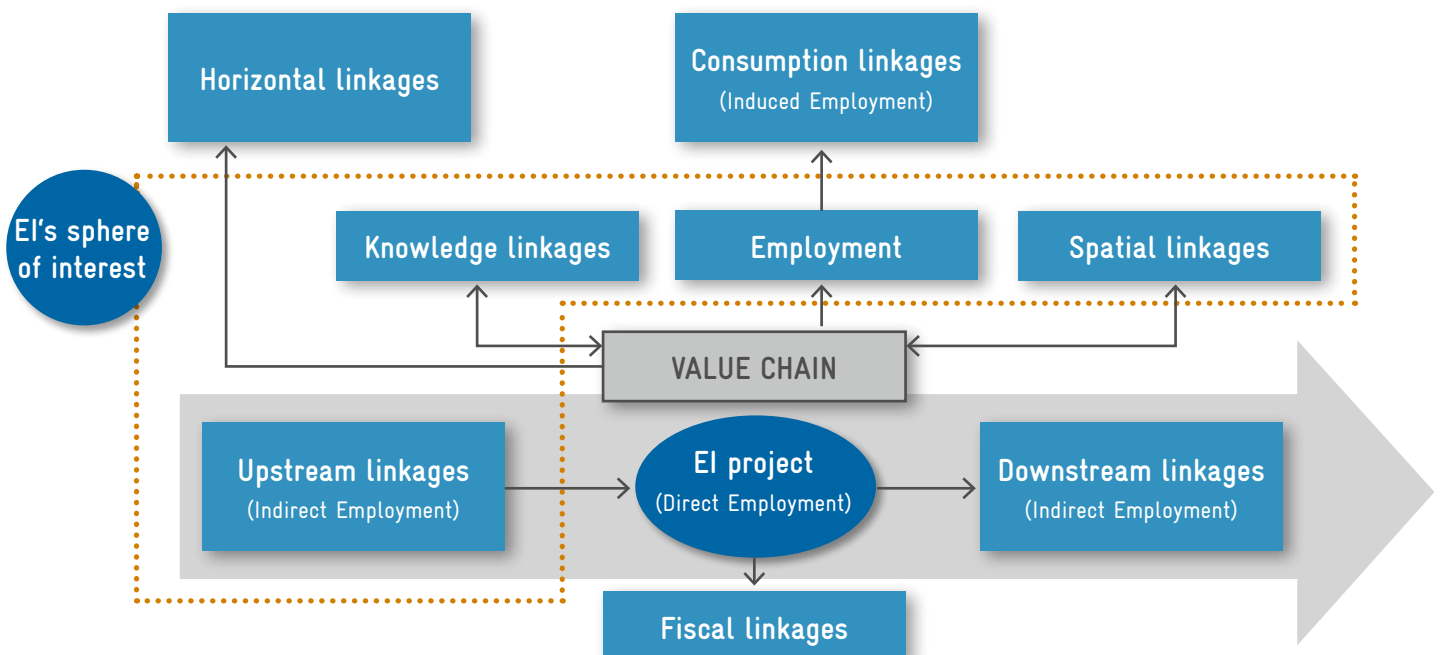 Horizontal linkages
Consumption linkages
(Induced Employment)
EI's sphere
of interest
Knowledge linkages
Employment
Spatial linkages
VALUE CHAIN
Upstream linkages
(Indirect Employment)
EI project
(Direct Employment)
Downstream linkages
(Indirect Employment)
Fiscal linkages